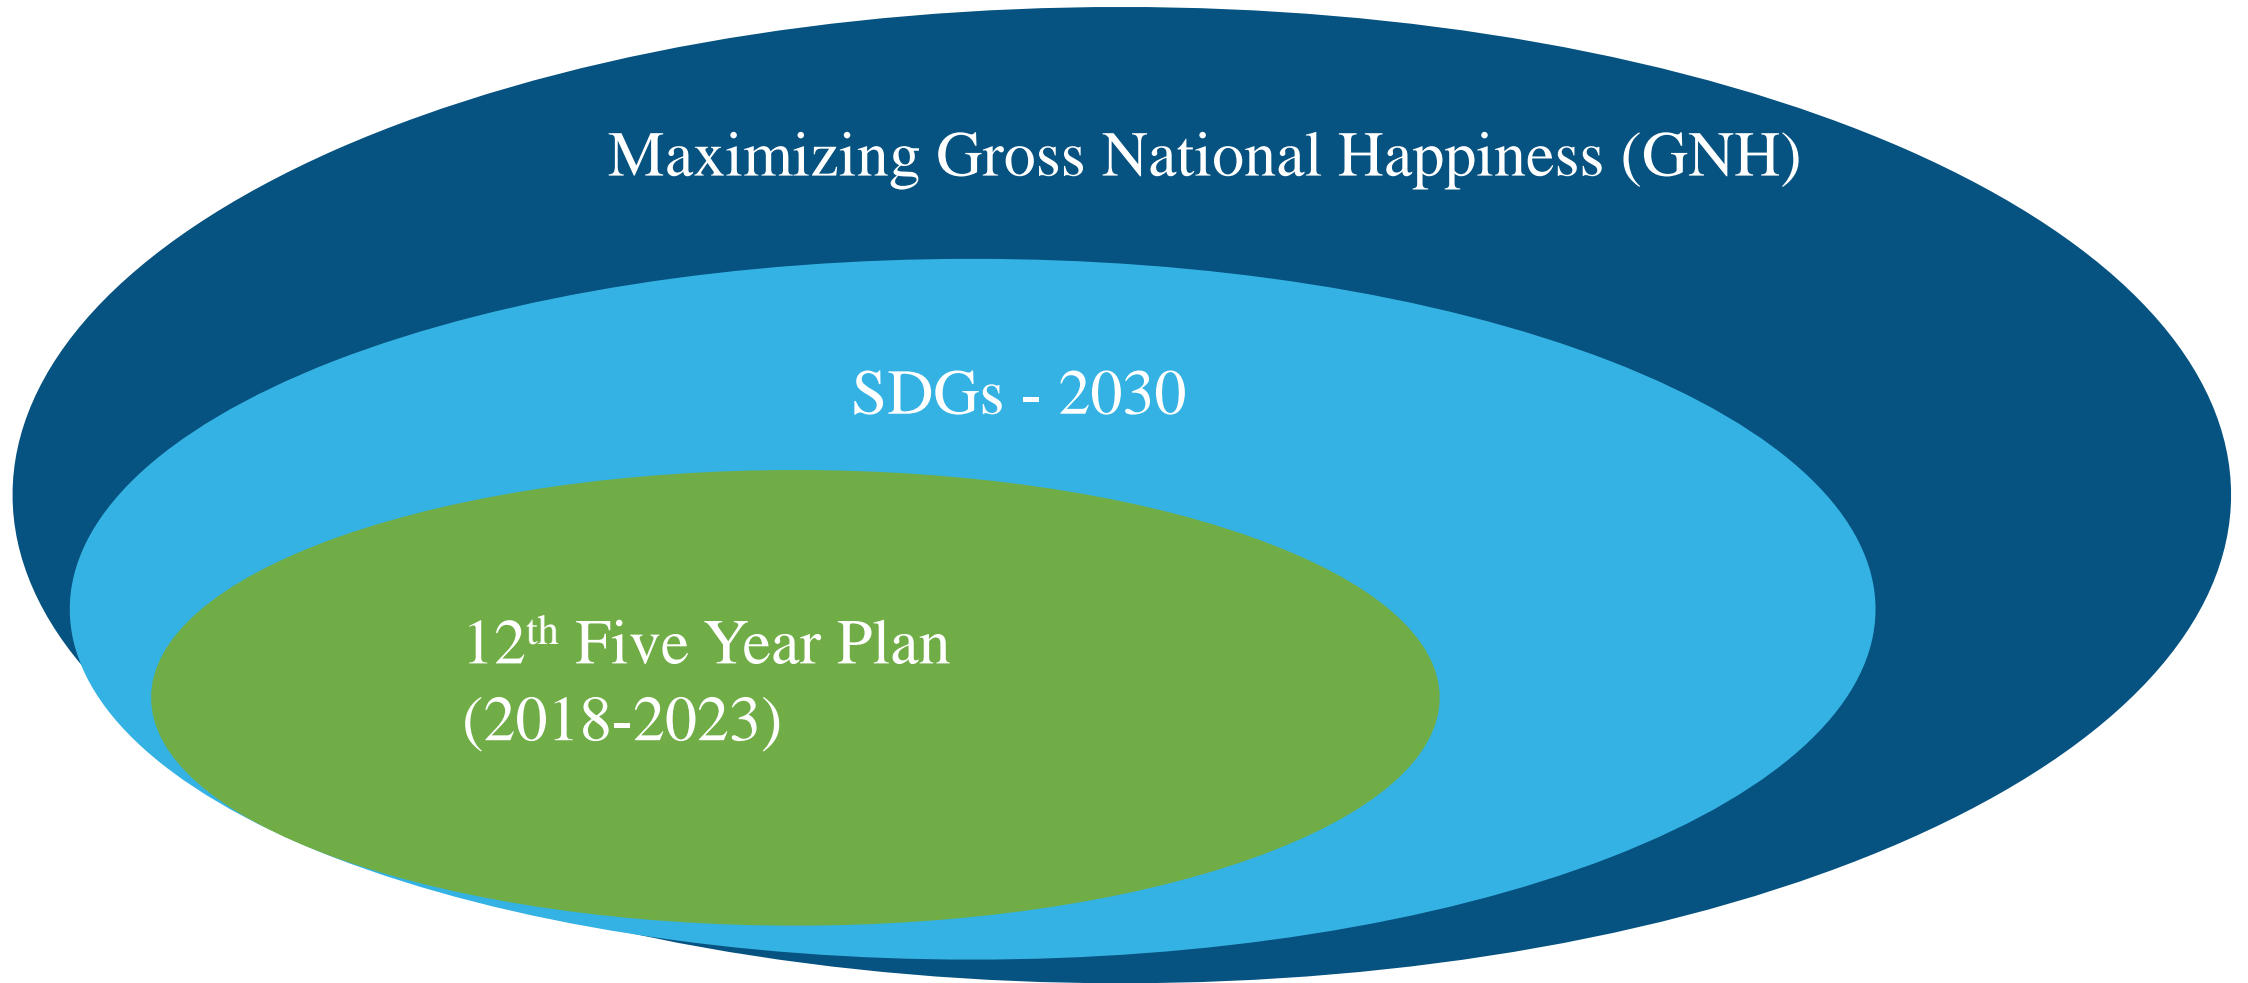 Maximizing Gross National Happiness (GNH)
SDGs - 2030
12th Five Year Plan
(2018-2023)